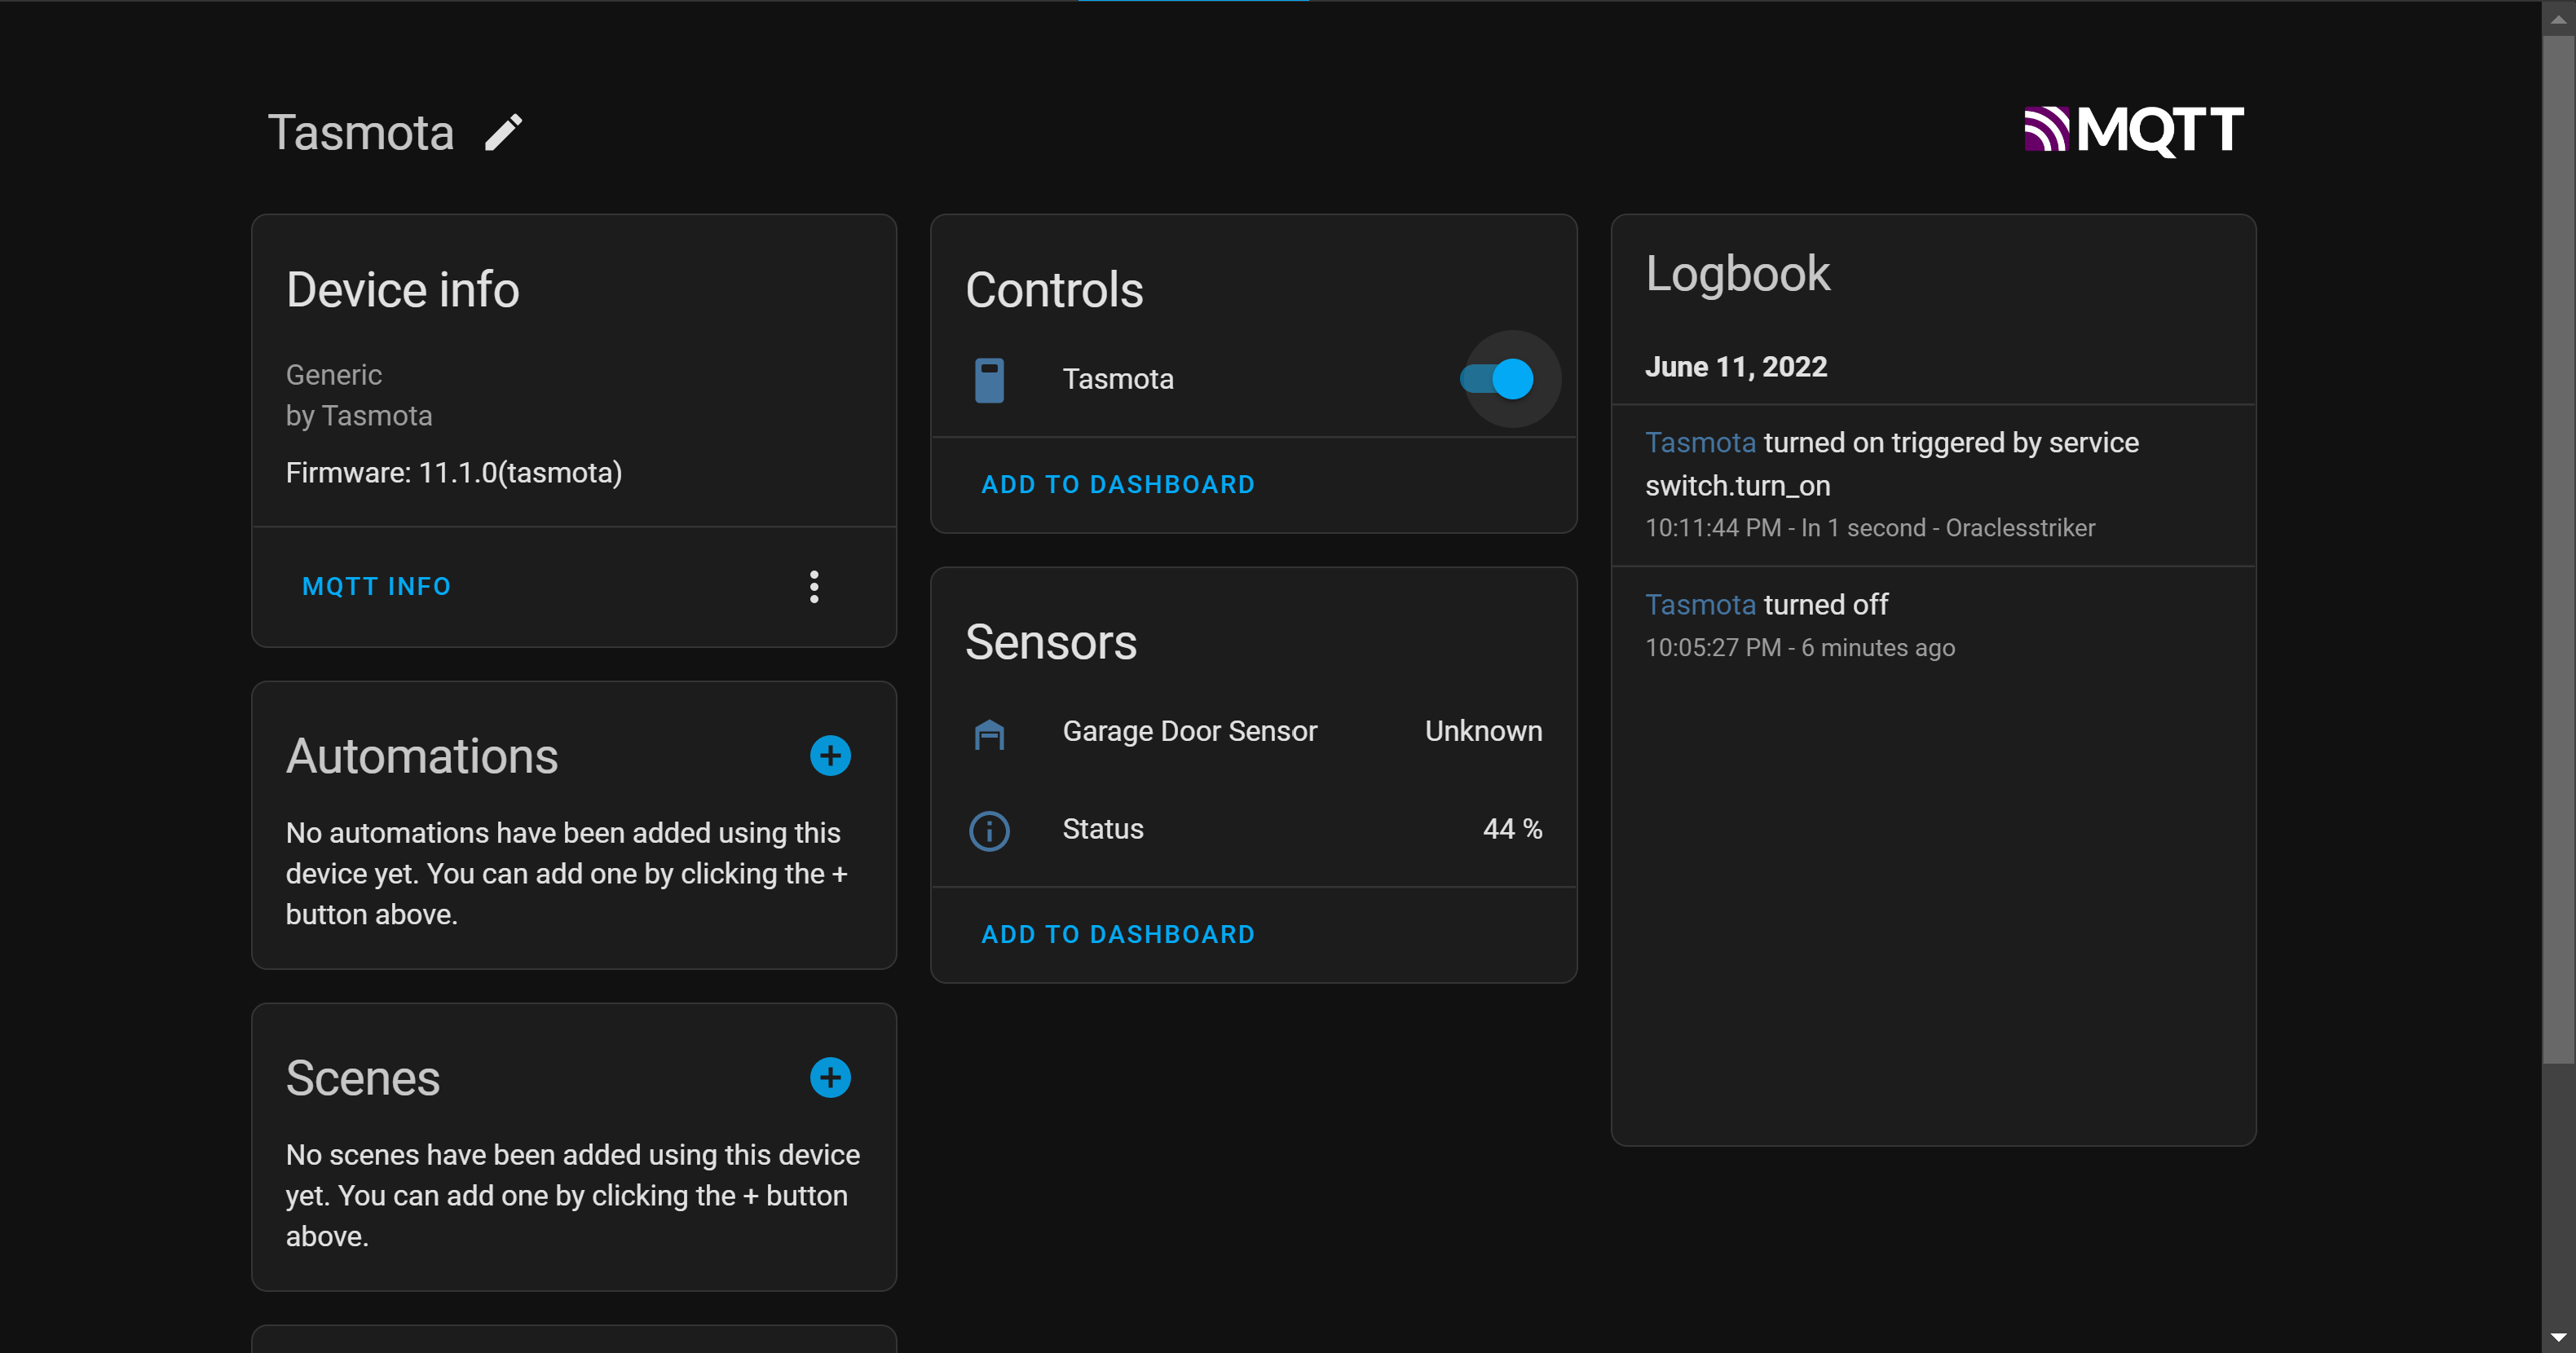 Tasmota
MQTT
Device info
Generic
by Tasmota
Firmware: 11.1.0(tasmota)
MQTT INFO
Automations
No automations have been added using this
device yet. You can add one by clicking the +
button above.
Scenes
No scenes have been added using this device
yet. You can add one by clicking the + button
above.
Controls
Tasmota
ADD TO DASHBOARD
Sensors
Garage Door Sensor Unknown
Status 44 %
ADD TO DASHBOARD
Logbook
June 11, 2022
Tasmota turned on triggered by service
switch.turn_on
10:11:44 PM - In 1 second - Oraclesstriker
Tasmota turned off
10:05:27 PM - 6 minutes ago